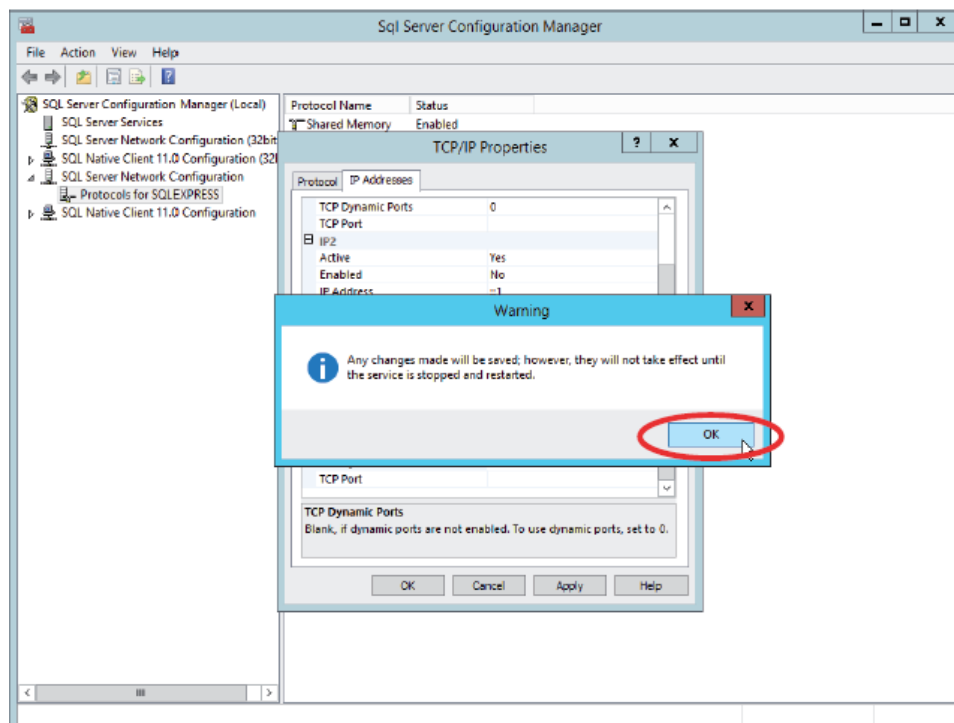 Sql Server Configuration Manager
File Action View Help
SQL Server Configuration Manager (Local)
SQL Server Services
SQL Server Network Configuration (32bit
SQL Native Client 11.0 Configuration (32
SQL Server Network Configuration
Protocols for SQLEXPRESS
SQL Native Client 11.0 Configuration
Protocol Name Status
Shared Memory Enabled
TCP/IP Properties
Protocol IP Addresses
TCP Dynamic Ports 0
TCP Port
IP2
Active Yes
Enabled No
IP Address
Warning
Any changes made will be saved; however, they will not take effect until
the service is stopped and restarted.
OK
TCP Port
TCP Dynamic Ports
Blank, if dynamic ports are not enabled. To use dynamic ports, set to 0.
OK Cancel Apply Help